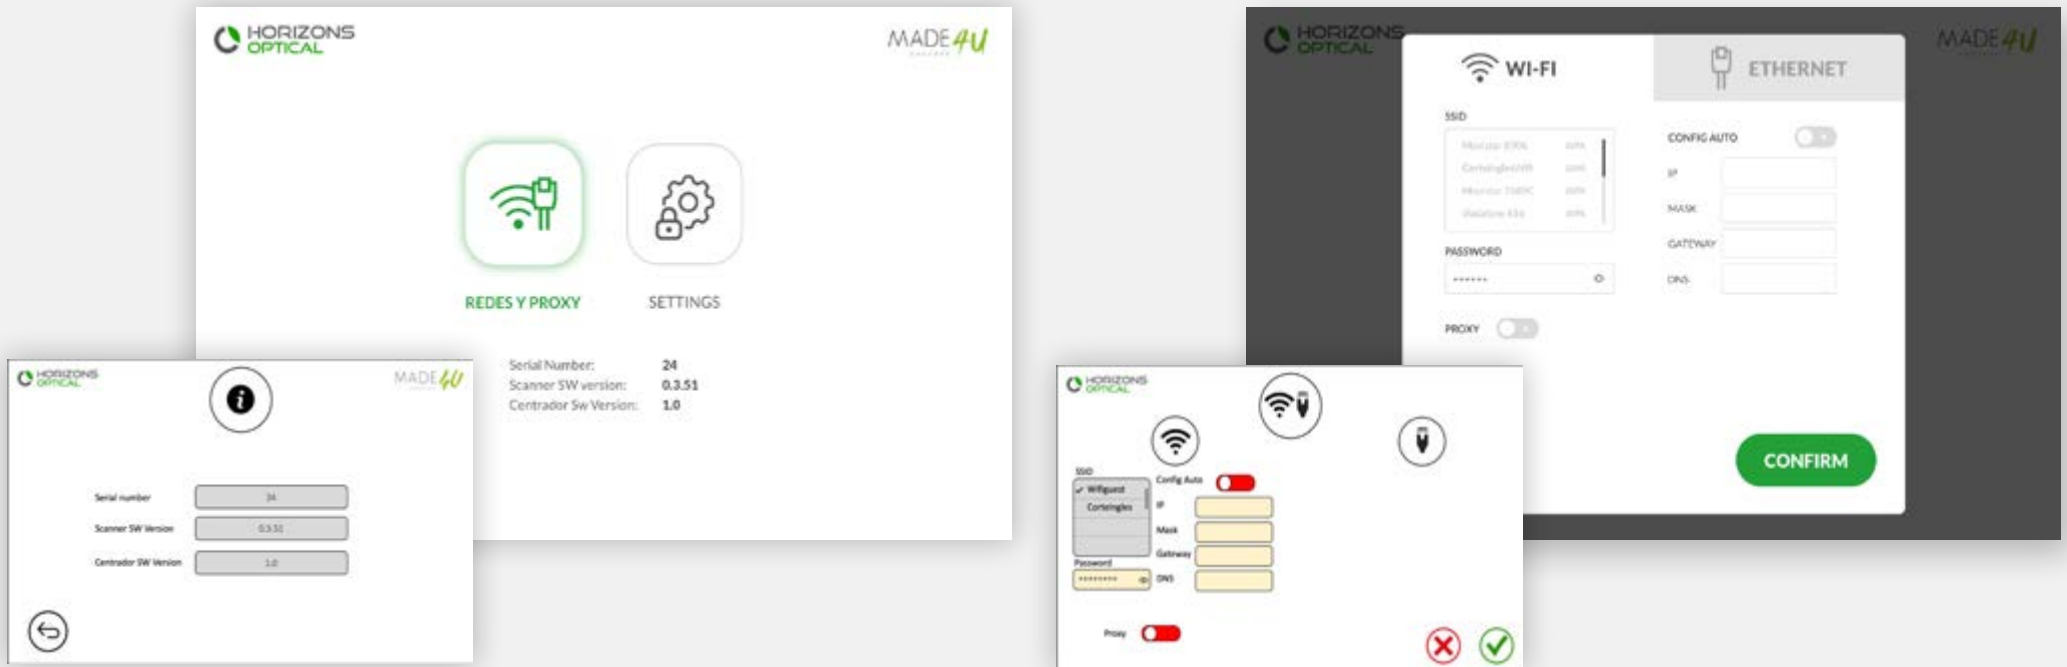 HORIZONS
OPTICAL
MADE4U
REDES Y PROXY
SETTINGS
Serial Number: 24
Scanner SW version: 0.3.51
Centrador Sw Version: 1.0
HORIZONS
OPTICAL
MADE4U
Serial number 24
Scanner SW Version 0.3.51
Centrador SW Version 1.0
HORIZONS
OPTICAL
MADE4U
WI-FI
ETHERNET
SSID
CONFIG AUTO
IP
MASK
GATEWAY
DNS
PASSWORD
******
PROXY
CONFIRM
HORIZONS
OPTICAL
SSID
Wifiguest
Corteingles
Config Auto
IP
Mask
Gateway
DNS
Password
********
Proxy